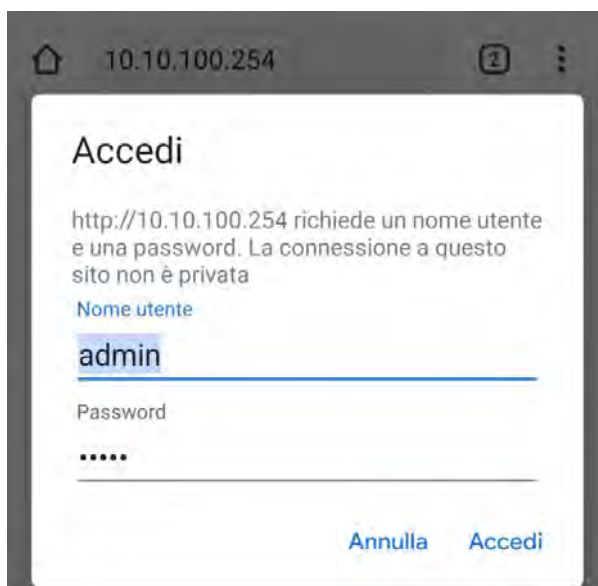 10.10.100.254
2
Accedi
http://10.10.100.254 richiede un nome utente
e una password. La connessione a questo
sito non è privata
Nome utente
admin
Password
•••••
Annulla Accedi